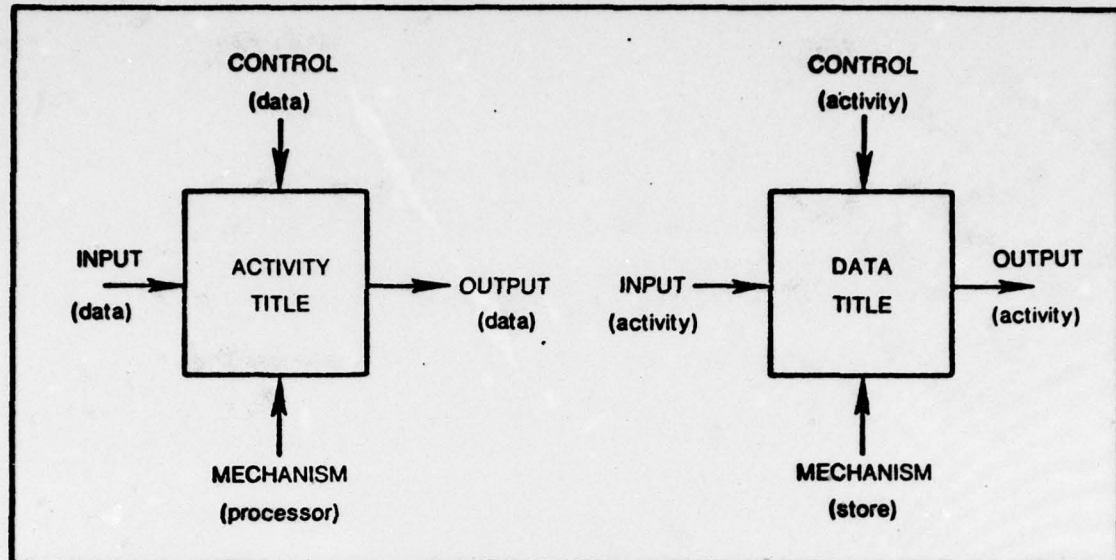 CONTROL
(data)
INPUT
(data)
ACTIVITY
TITLE
OUTPUT
(data)
MECHANISM
(processor)
CONTROL
(activity)
INPUT
(activity)
DATA
TITLE
OUTPUT
(activity)
MECHANISM
(store)